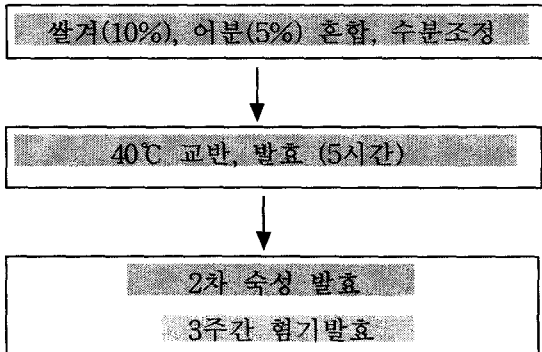 쌀겨(10%), 어분(5%) 혼합, 수분조정
40℃ 교반, 발효 (5시간)
2차 숙성 발효
3주간 혐기발효